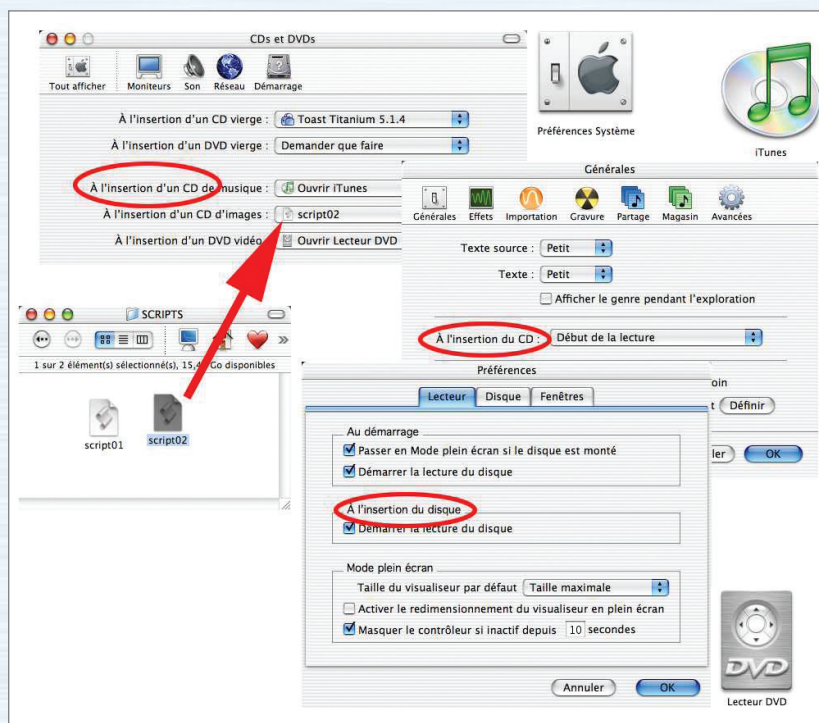 CDs et DVDs
Tout afficher Moniteurs Son Réseau Démarrage
À l'insertion d'un CD vierge : Toast Titanium 5.1.4
À l'insertion d'un DVD vierge : Demander que faire
À l'insertion d'un CD de musique : Ouvrir iTunes
À l'insertion d'un CD d'images : script02
À l'insertion d'un DVD vidéo Ouvrir Lecteur DVD
Préférences Système
iTunes
Générales
Générales Effets Importation Gravure Partage Magasin Avancées
Texte source : Petit
Texte : Petit
Afficher le genre pendant l'exploration
À l'insertion du CD : Début de la lecture
oin
t Définir
ler OK
SCRIPTS
1 sur 2 élément(s) sélectionné(s), 15,4 Go disponibles
script01 script02
Préférences
Lecteur Disque Fenêtres
Au démarrage
Passer en Mode plein écran si le disque est monté
Démarrer la lecture du disque
À l'insertion du disque
Démarrer la lecture du disque
Mode plein écran
Taille du visualiseur par défaut Taille maximale
Activer le redimensionnement du visualiseur en plein écran
Masquer le contrôleur si inactif depuis 10 secondes
Annuler OK
DVD
Lecteur DVD